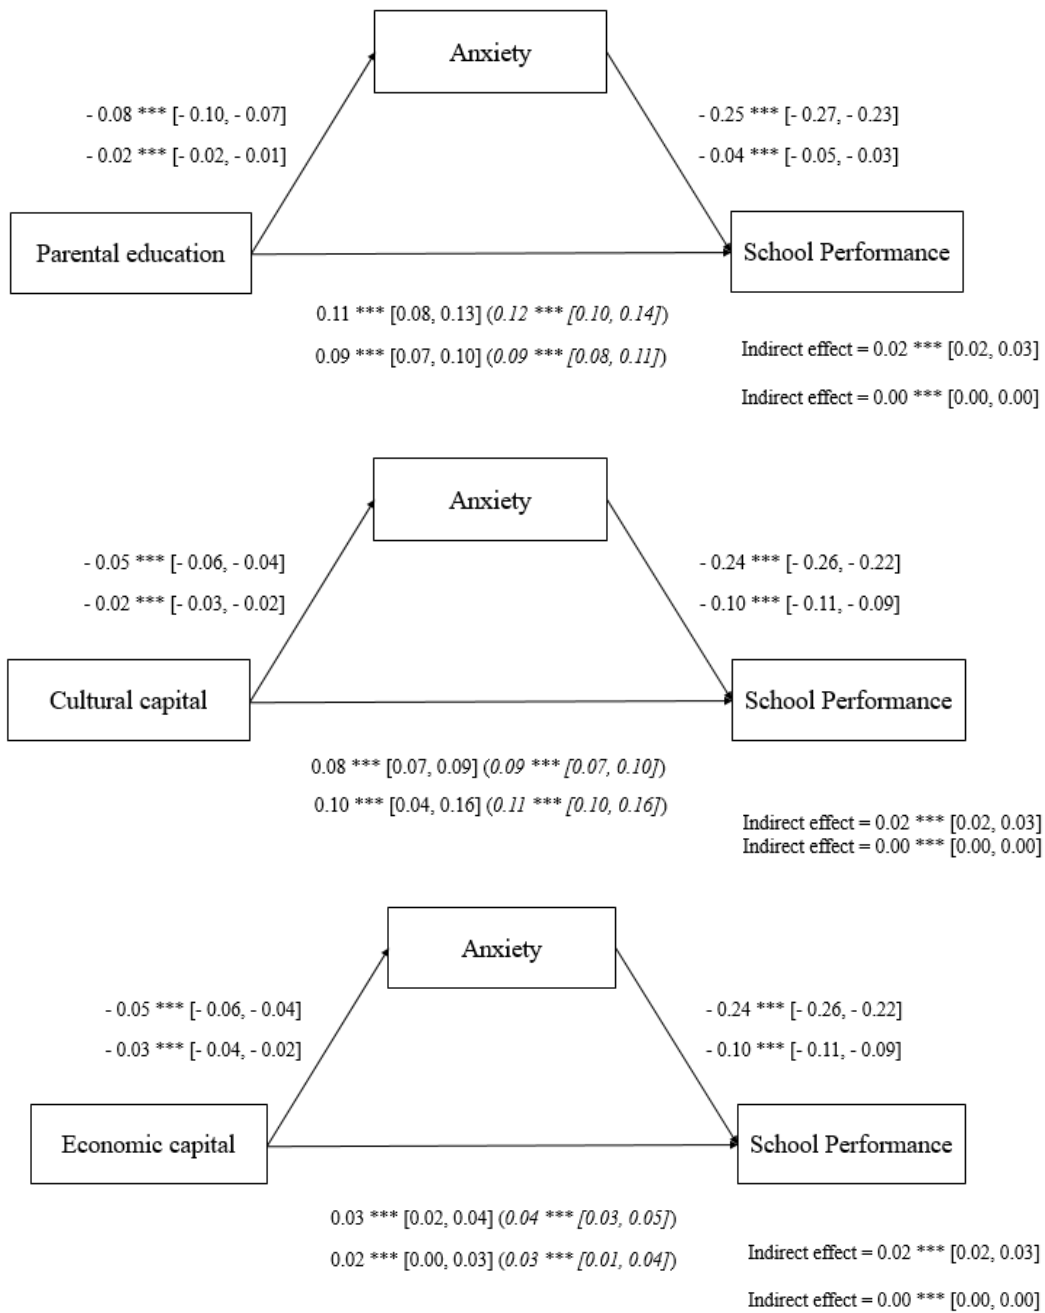 Anxiety
- 0.08 *** [- 0.10, - 0.07]
- 0.25 *** [- 0.27, - 0.23]
- 0.02 *** [- 0.02, - 0.01]
- 0.04 *** [- 0.05, - 0.03]
Parental education
School Performance
0.11 *** [0.08, 0.13] (0.12 *** [0.10, 0.14])
0.09 *** [0.07, 0.10] (0.09 *** [0.08, 0.11])
Indirect effect = 0.02 *** [0.02, 0.03]
Indirect effect = 0.00 *** [0.00, 0.00]
Anxiety
- 0.05 *** [- 0.06, - 0.04]
- 0.24 *** [- 0.26, - 0.22]
- 0.02 *** [- 0.03, - 0.02]
- 0.10 *** [- 0.11, - 0.09]
Cultural capital
School Performance
0.08 *** [0.07, 0.09] (0.09 *** [0.07, 0.10])
0.10 *** [0.04, 0.16] (0.11 *** [0.10, 0.16])
Indirect effect = 0.02 *** [0.02, 0.03]
Indirect effect = 0.00 *** [0.00, 0.00]
Anxiety
- 0.05 *** [- 0.06, - 0.04]
- 0.24 *** [- 0.26, - 0.22]
- 0.03 *** [- 0.04, - 0.02]
- 0.10 *** [- 0.11, - 0.09]
Economic capital
School Performance
0.03 *** [0.02, 0.04] (0.04 *** [0.03, 0.05])
0.02 *** [0.00, 0.03] (0.03 *** [0.01, 0.04])
Indirect effect = 0.02 *** [0.02, 0.03]
Indirect effect = 0.00 *** [0.00, 0.00]